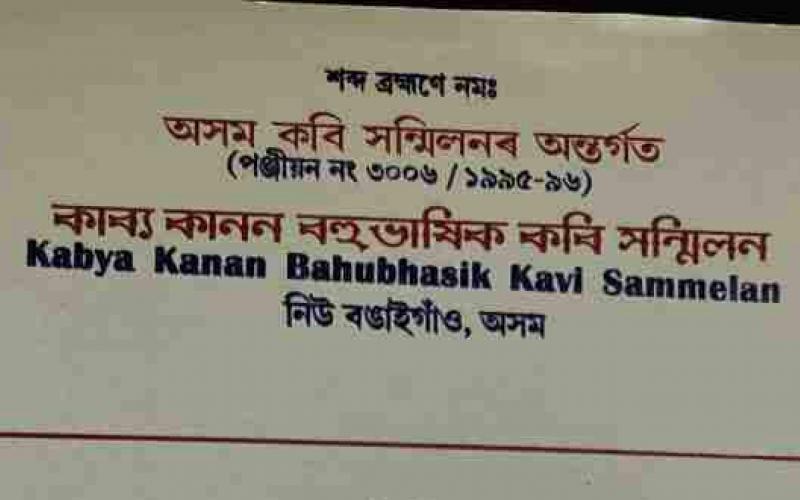 শব্দ ব্ৰহ্মণে নমঃ
অসম কবি সন্মিলনৰ অন্তৰ্গত
(পঞ্জীয়ন নং ৩০০৬ / ১৯৯৫-৯৬)
কাব্য কানন বহুভাষিক কবি সন্মিলন
Kabya Kanan Bahubhasik Kavi Sammelan
নিউ বঙাইগাঁও, অসম